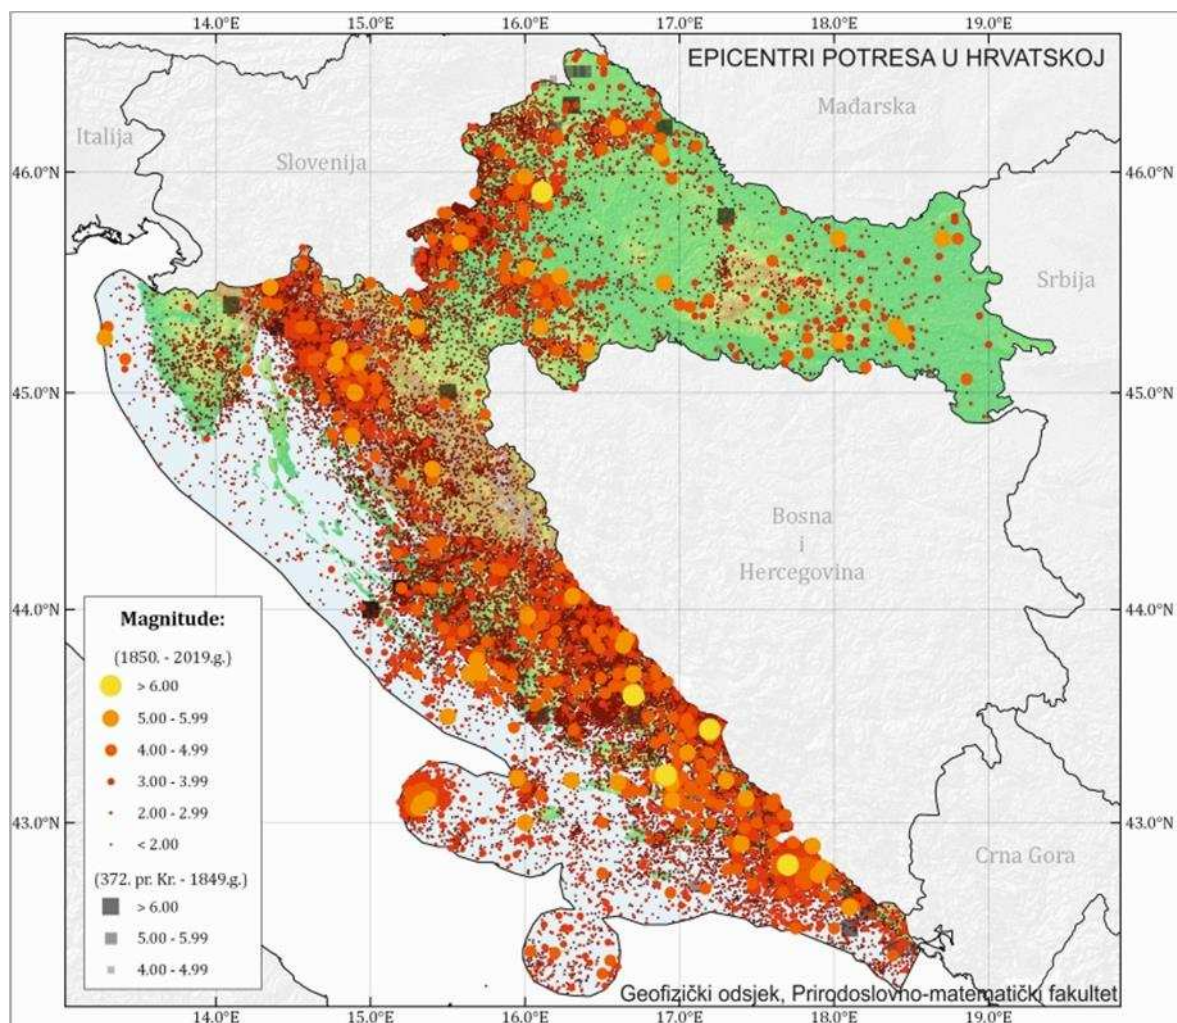 14.0°E 15.0°E 16.0°E 17.0°E 18.0°E 19.0°E
EPICENTRI POTRESA U HRVATSKOJ
Mađarska
Italija
Slovenija
46.0°N 46.0°N
Srbija
45.0°N 45.0°N
Bosna
i
Hercegovina
44.0°N 44.0°N
Magnitude:
(1850. - 2019.g.)
> 6.00
5.00 - 5.99
4.00 - 4.99
3.00 - 3.99
2.00 - 2.99
< 2.00
(372. pr. Kr. - 1849.g.)
> 6.00
5.00 - 5.99
4.00 - 4.99
43.0°N 43.0°N
Crna Gora
Geofizički odsjek, Prirodoslovno-matematički fakultet
14.0°E 15.0°E 16.0°E 17.0°E 18.0°E 19.0°E